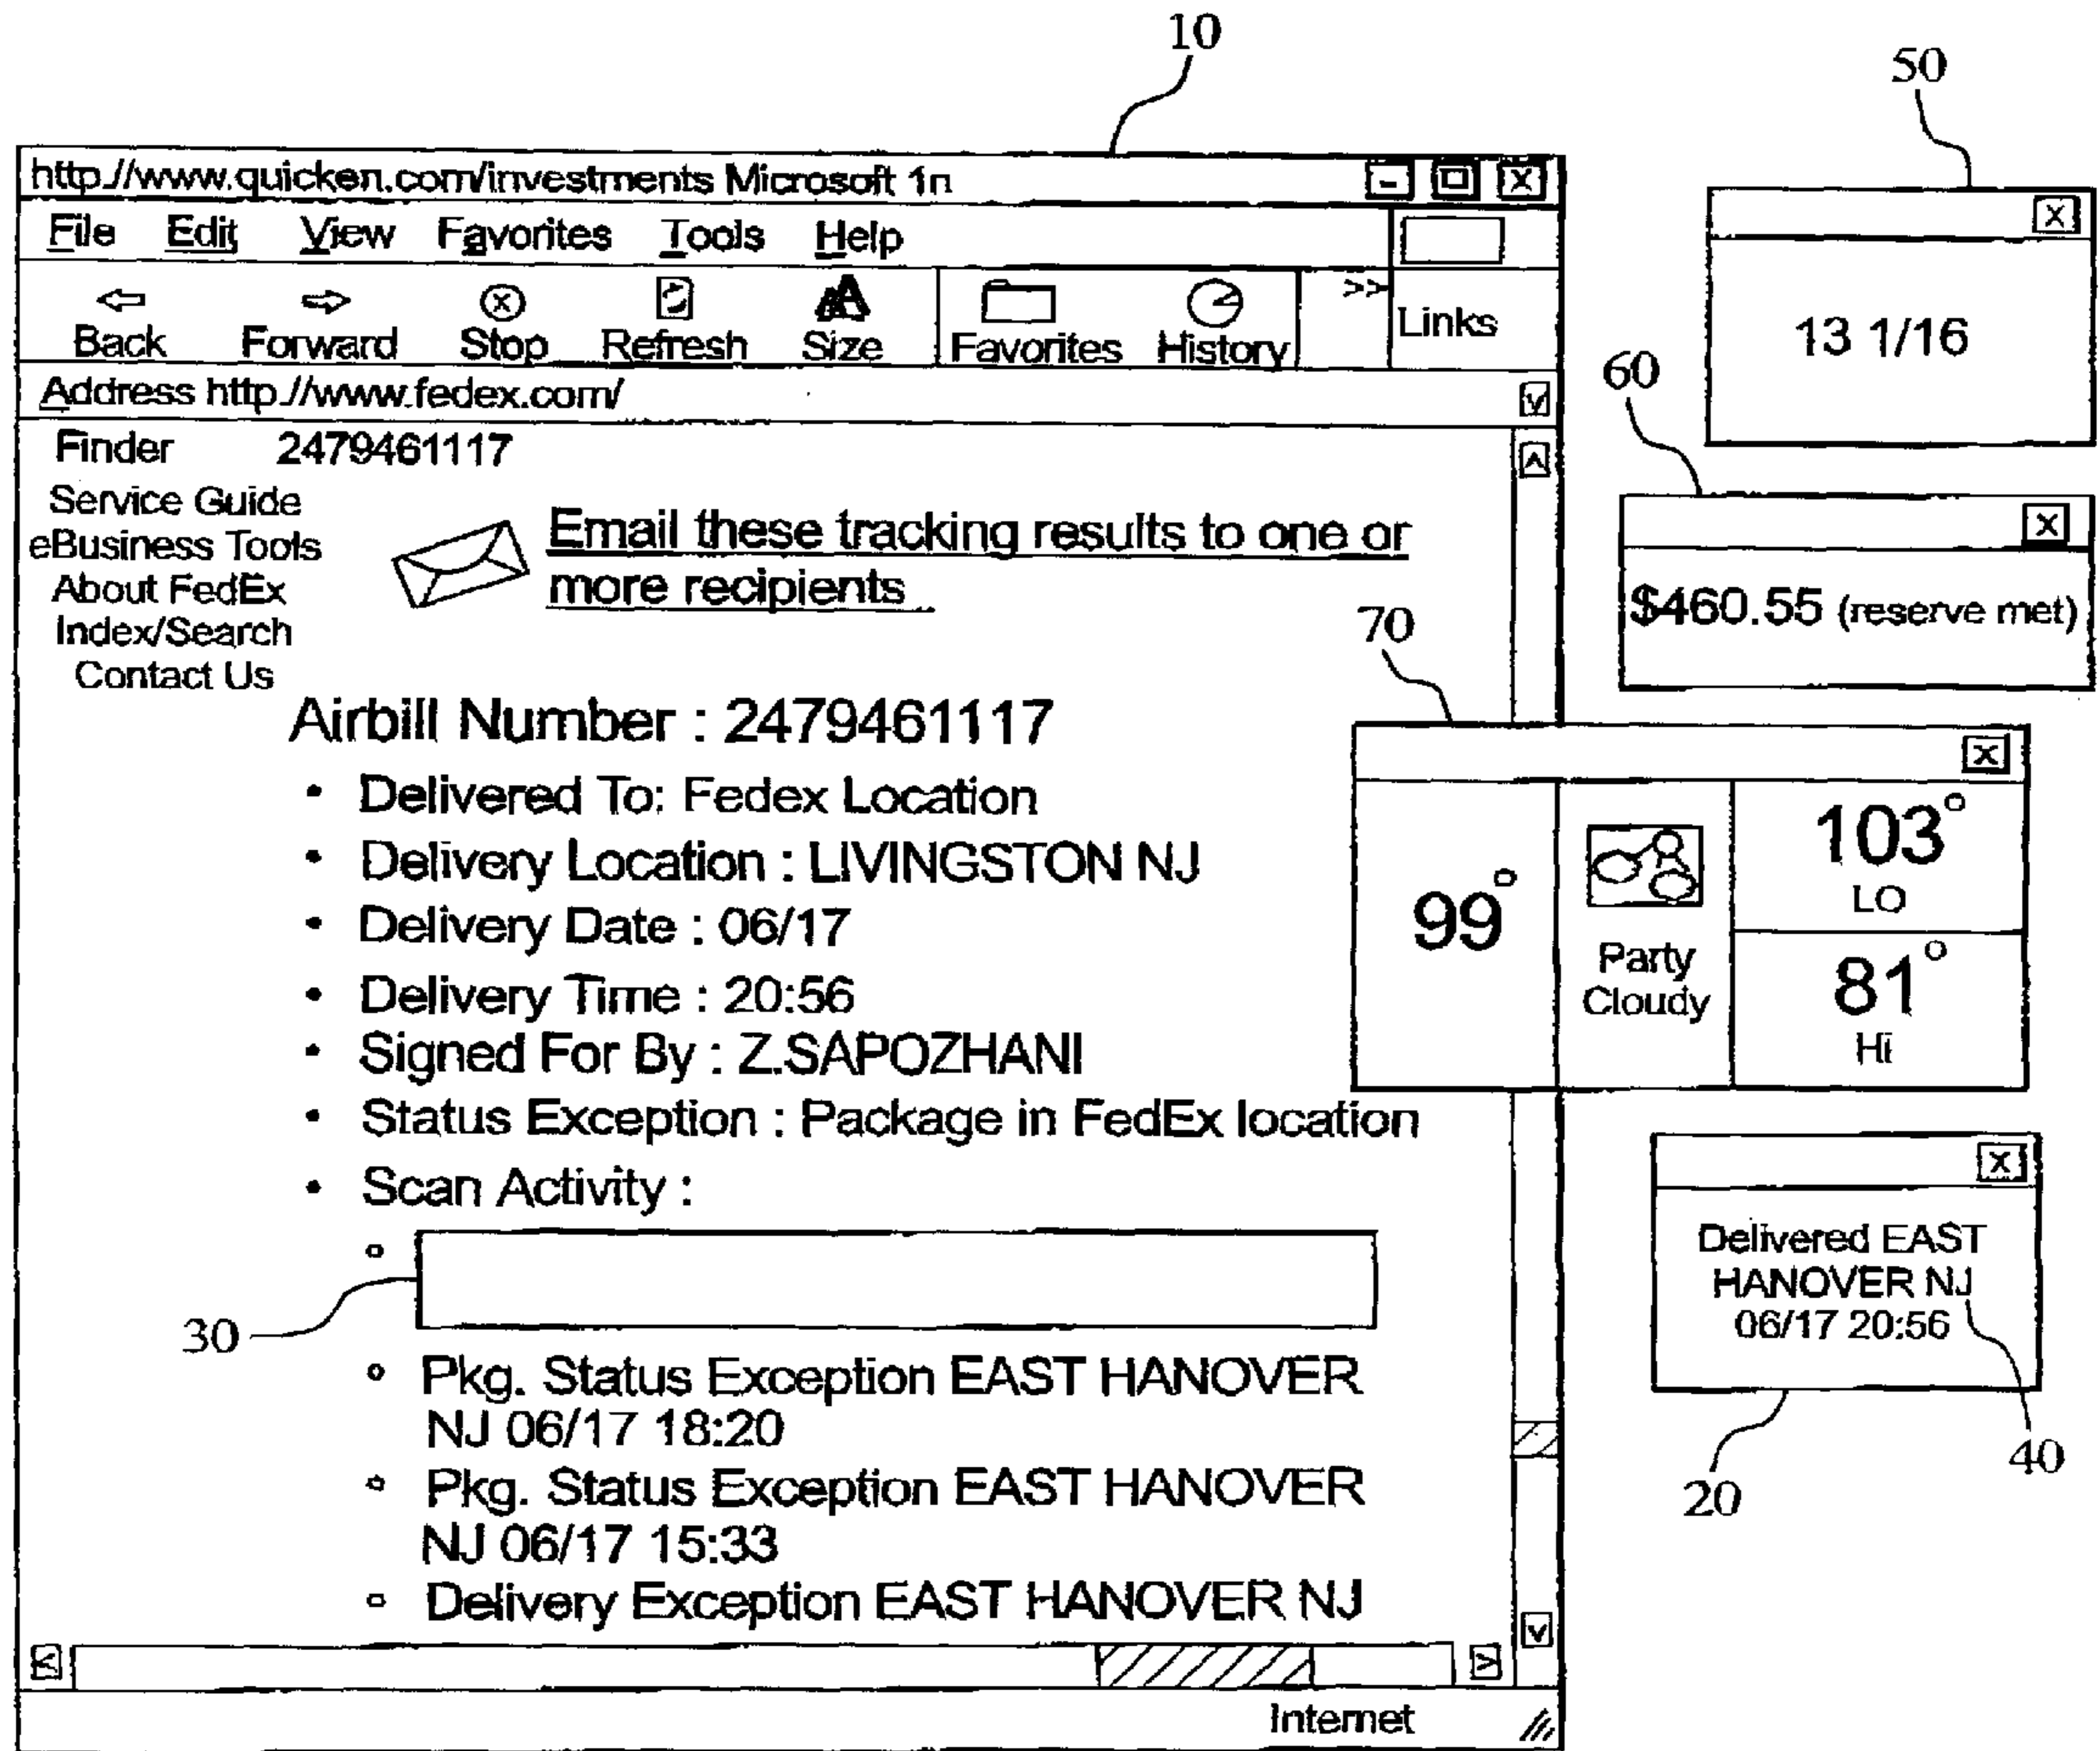 10
50
http://www.quicken.com/investments Microsoft 1n
File Edit View Favorites Tools Help
Back Forward Stop Refresh Size Favorites History >> Links
Address http://www.fedex.com/
Finder 2479461117
Service Guide
eBusiness Tools
About FedEx
Index/Search
Contact Us
Email these tracking results to one or
more recipients
Airbill Number : 2479461117
• Delivered To: Fedex Location
• Delivery Location : LIVINGSTON NJ
• Delivery Date : 06/17
• Delivery Time : 20:56
• Signed For By : Z.SAPOZHANI
• Status Exception : Package in FedEx location
• Scan Activity :
30
Pkg. Status Exception EAST HANOVER
NJ 06/17 18:20
Pkg. Status Exception EAST HANOVER
NJ 06/17 15:33
Delivery Exception EAST HANOVER NJ
Internet
13 1/16
60
$460.55 (reserve met)
70
99°
Party
Cloudy
103°
LO
81°
Hi
Delivered EAST
HANOVER NJ
06/17 20:56
40
20